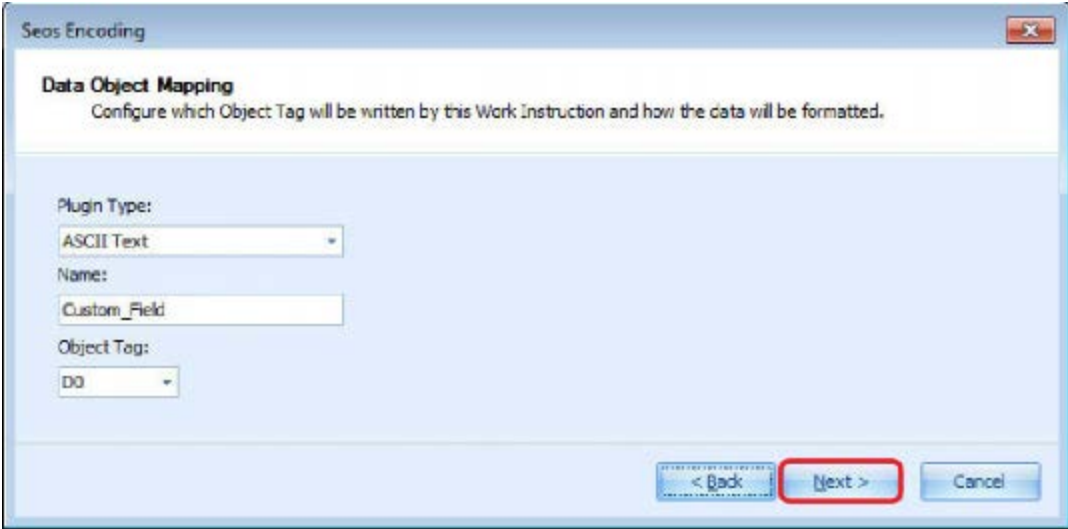 Seos Encoding
Data Object Mapping
Configure which Object Tag will be written by this Work Instruction and how the data will be formatted.
Plugin Type:
ASCII Text
Name:
Custom_Field
Object Tag:
D0
< Back
Next >
Cancel